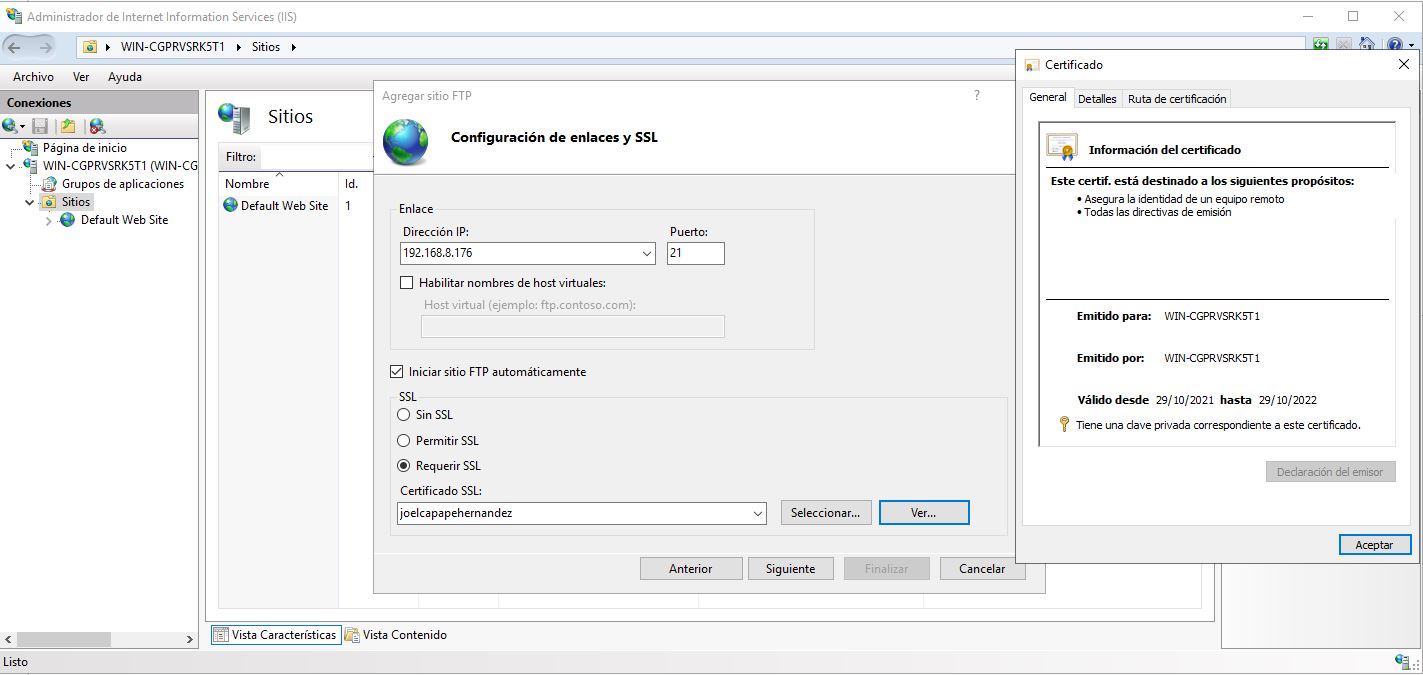 Administrador de Internet Information Services (IIS)
WIN-CGPRVSRK5T1 Sitios
Archivo Ver Ayuda
Conexiones
Página de inicio
WIN-CGPRVSRK5T1 (WIN-CG
Grupos de aplicaciones
Sitios
Default Web Site
Sitios
Filtro:
Nombre Id.
Default Web Site 1
Agregar sitio FTP ?
Configuración de enlaces y SSL
Enlace
Dirección IP: Puerto:
192.168.8.176 21
Habilitar nombres de host virtuales:
Host virtual (ejemplo: ftp.contoso.com):
Iniciar sitio FTP automáticamente
SSL
Sin SSL
Permitir SSL
Requerir SSL
Certificado SSL:
joelcapapehernandez Seleccionar... Ver...
Anterior Siguiente Finalizar Cancelar
Certificado
General Detalles Ruta de certificación
Información del certificado
Este certif. está destinado a los siguientes propósitos:
• Asegura la identidad de un equipo remoto
• Todas las directivas de emisión
Emitido para: WIN-CGPRVSRK5T1
Emitido por: WIN-CGPRVSRK5T1
Válido desde 29/10/2021 hasta 29/10/2022
Tiene una clave privada correspondiente a este certificado.
Declaración del emisor
Aceptar
Vista Características Vista Contenido
Listo